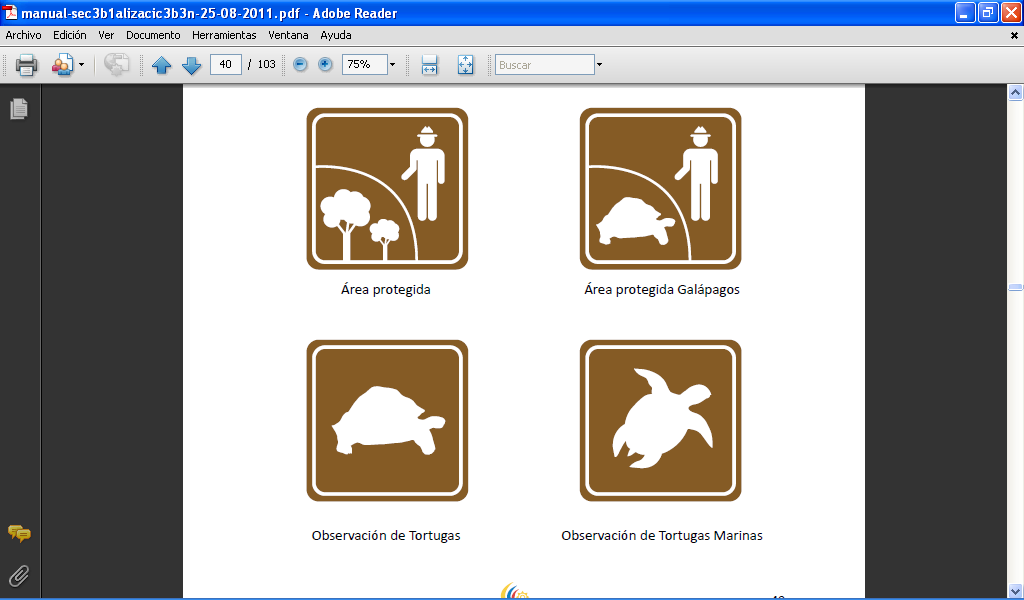 manual-sec3b1alizacic3b3n-25-08-2011.pdf - Adobe Reader
Archivo Edición Ver Documento Herramientas Ventana Ayuda
40 / 103 75% Buscar
Área protegida Área protegida Galápagos
Observación de Tortugas Observación de Tortugas Marinas